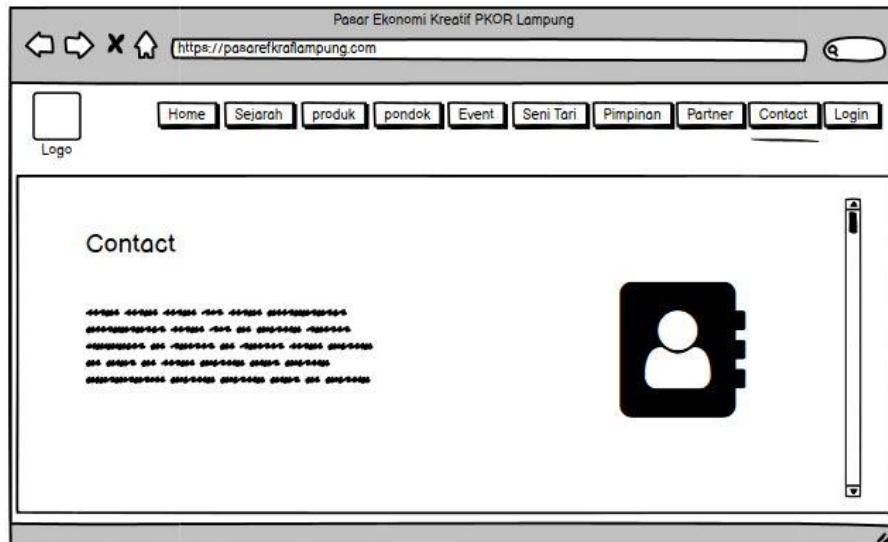 Pasar Ekonomi Kreatif PKOR Lampung
https://pasarefkraflampung.com
Home Sejarah produk pondok Event Seni Tari Pimpinan Partner Contact Login
Logo
Contact